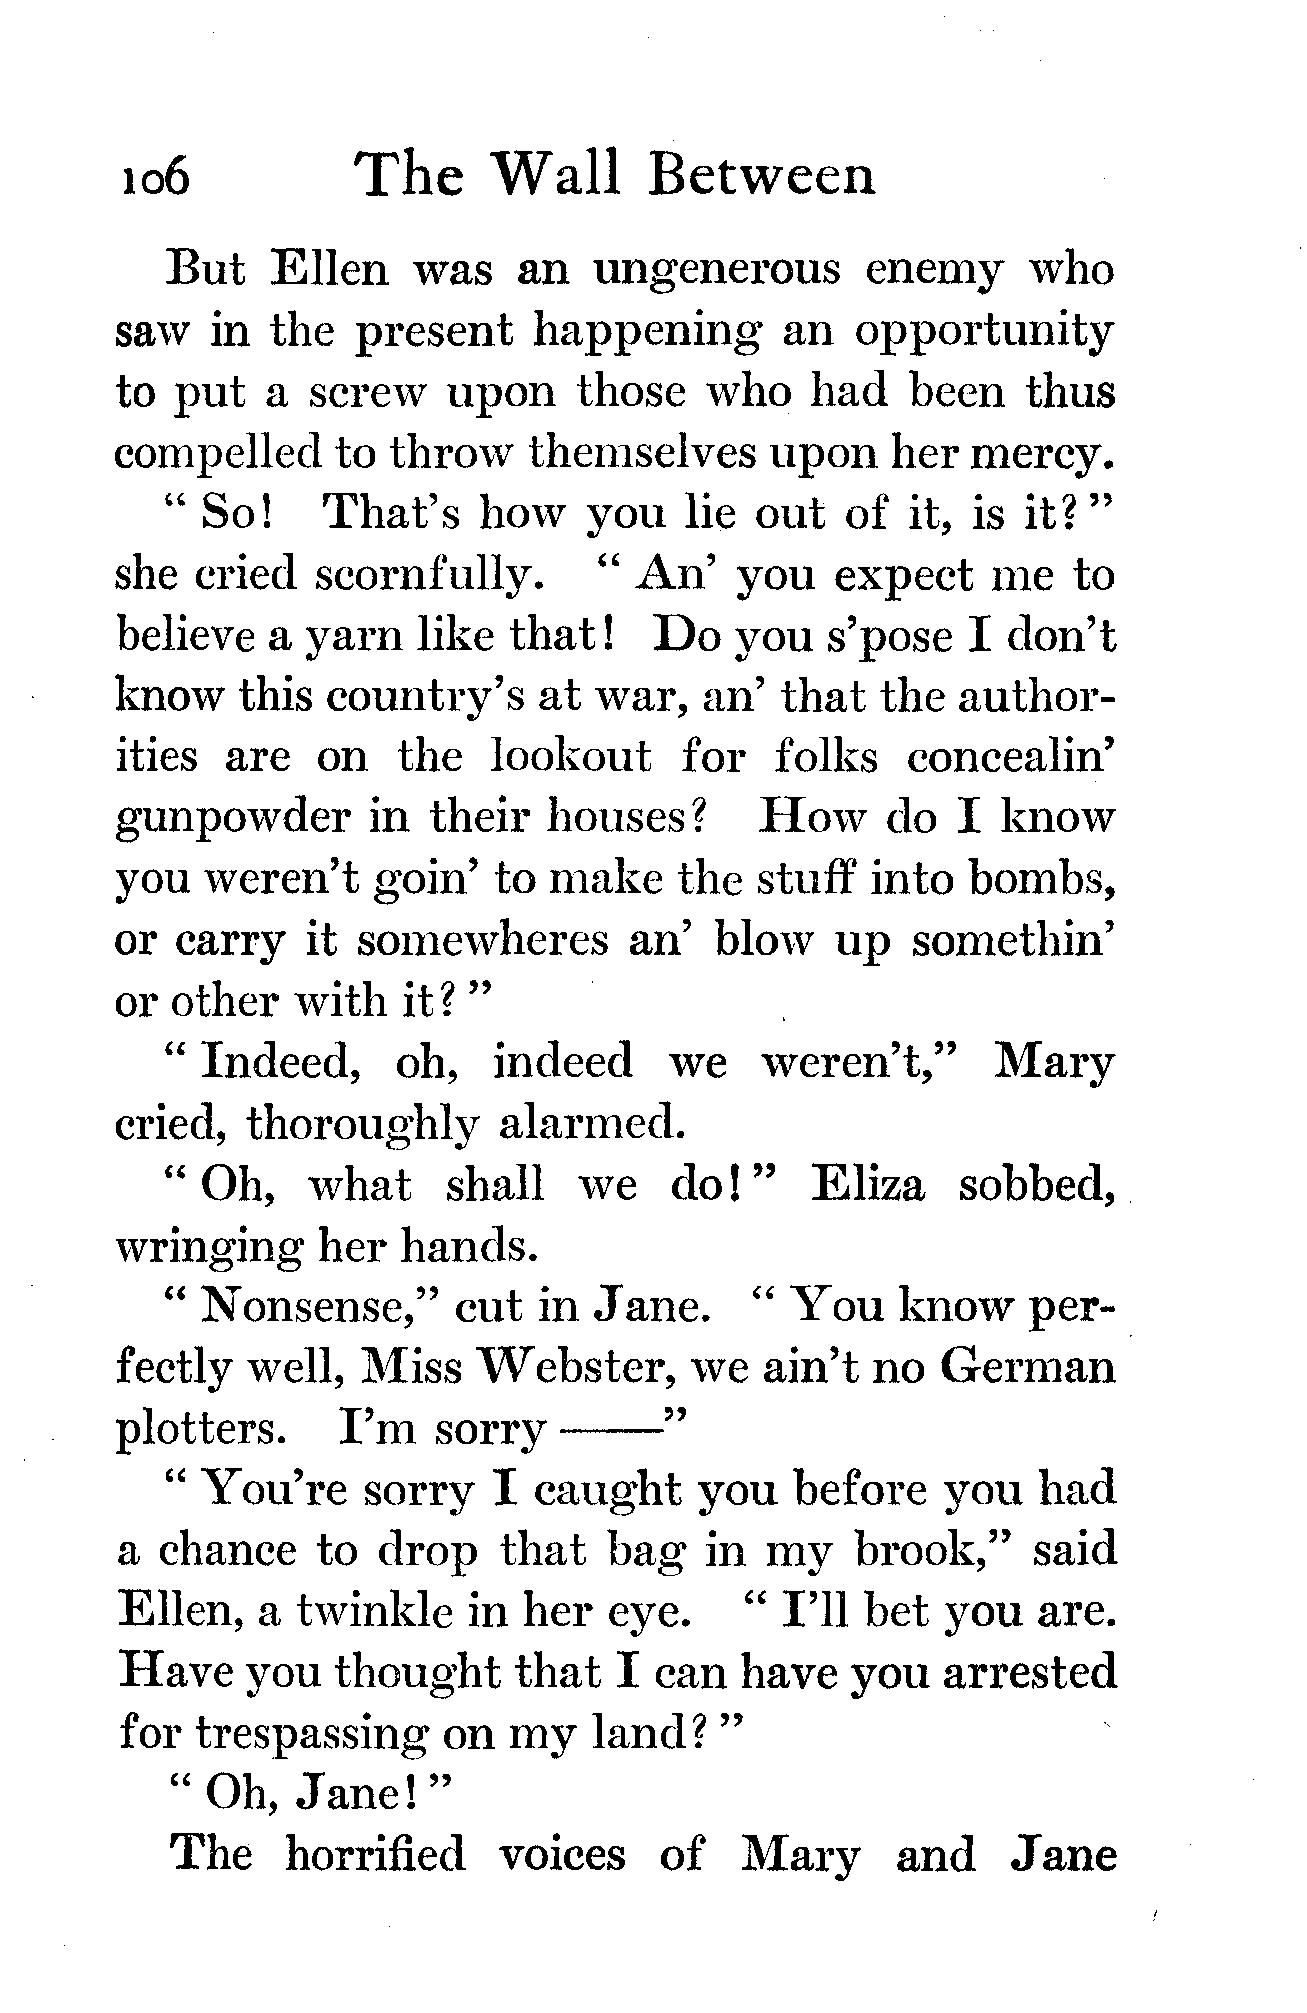 106 The Wall Between
But Ellen was an ungenerous enemy who
saw in the present happening an opportunity
to put a screw upon those who had been thus
compelled to throw themselves upon her mercy.
“ So! That’s how you lie out of it, is it? ”
she cried scornfully. “ An’ you expect me to
believe a yarn like that! Do you s’pose I don’t
know this country’s at war, an’ that the author-
ities are on the lookout for folks concealin’
gunpowder in their houses? How do I know
you weren’t goin’ to make the stuff into bombs,
or carry it somewheres an’ blow up somethin’
or other with it? ”
“ Indeed, oh, indeed we weren’t,” Mary
cried, thoroughly alarmed.
“ Oh, what shall we do! ” Eliza sobbed,
wringing her hands.
“ Nonsense,” cut in Jane. “ You know per-
fectly well, Miss Webster, we ain’t no German
plotters. I’m sorry ——”
“ You’re sorry I caught you before you had
a chance to drop that bag in my brook,” said
Ellen, a twinkle in her eye. “ I’ll bet you are.
Have you thought that I can have you arrested
for trespassing on my land? ”
“ Oh, Jane! ”
The horrified voices of Mary and Jane